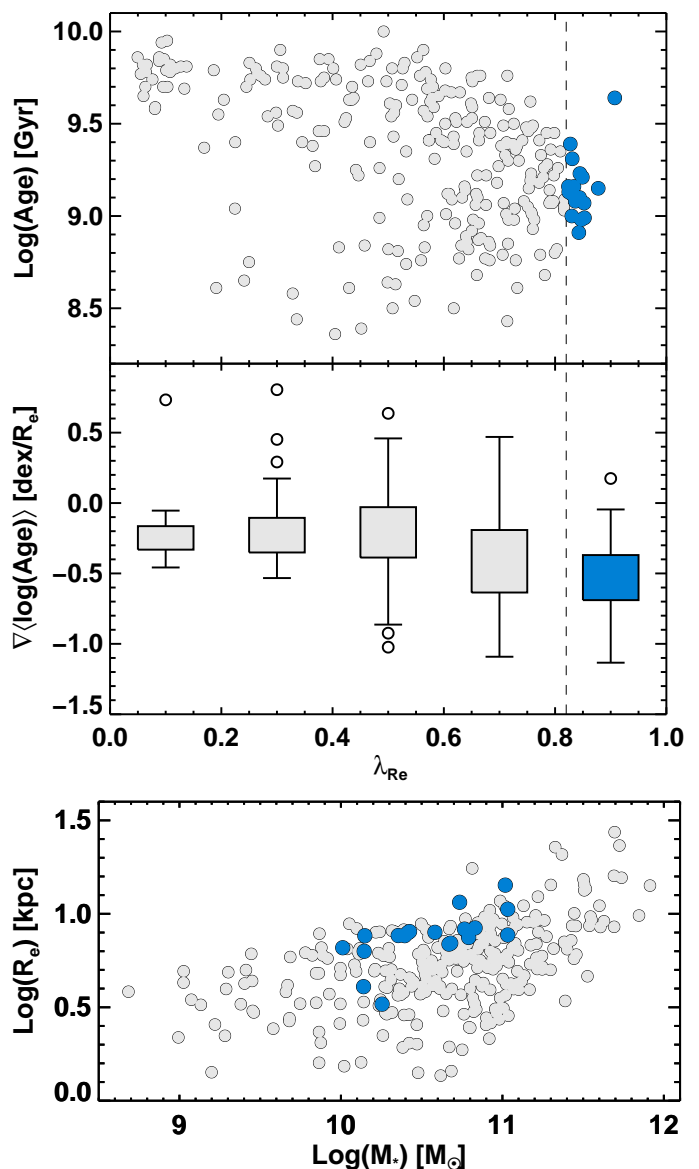 10.0
9.5
9.0
8.5
Log(Age) [Gyr]
0.5
0.0
−0.5
−1.0
−1.5
∇⟨log(Age)⟩ [dex/Re]
0.0 0.2 0.4 0.6 0.8 1.0
λRe
1.5
1.0
0.5
0.0
Log(Re) [kpc]
9 10 11 12
Log(M*) [M⊙]